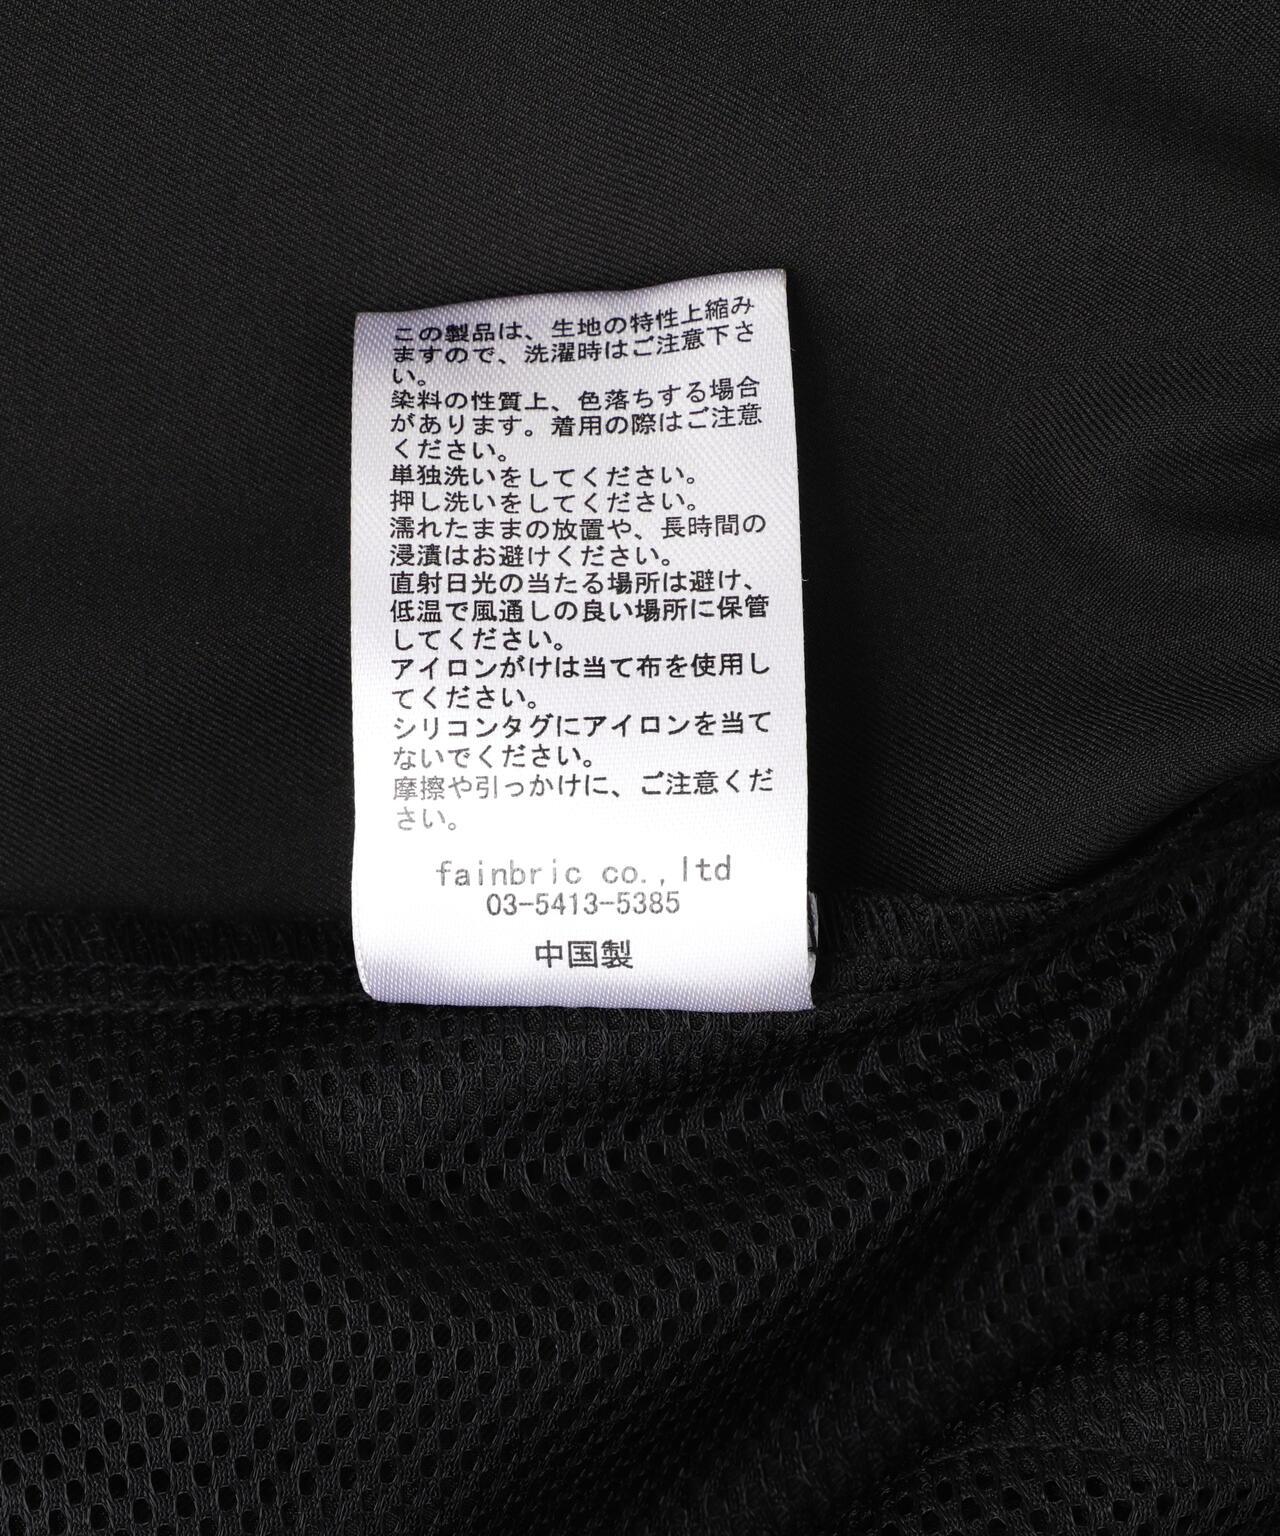 この製品は、生地の特性上縮み
ますので、洗濯時はご注意下さ
い。
染料の性質上、色落ちする場合
があります。着用の際はご注意
ください。
単独洗いをしてください。
押し洗いをしてください。
濡れたままの放置や、長時間の
浸漬はお避けください。
直射日光の当たる場所は避け、
低温で風通しの良い場所に保管
してください。
アイロンがけは当て布を使用し
てください。
シリコンタグにアイロンを当て
ないでください。
摩擦や引っかけに、ご注意くだ
さい。
fainbric co.,ltd
03-5413-5385
中国製